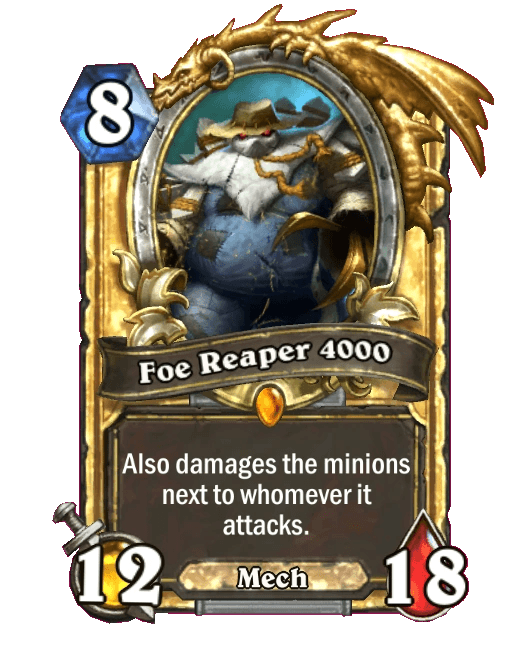 8
Foe Reaper 4000
Also damages the minions
next to whomever it
attacks.
12
Mech
18